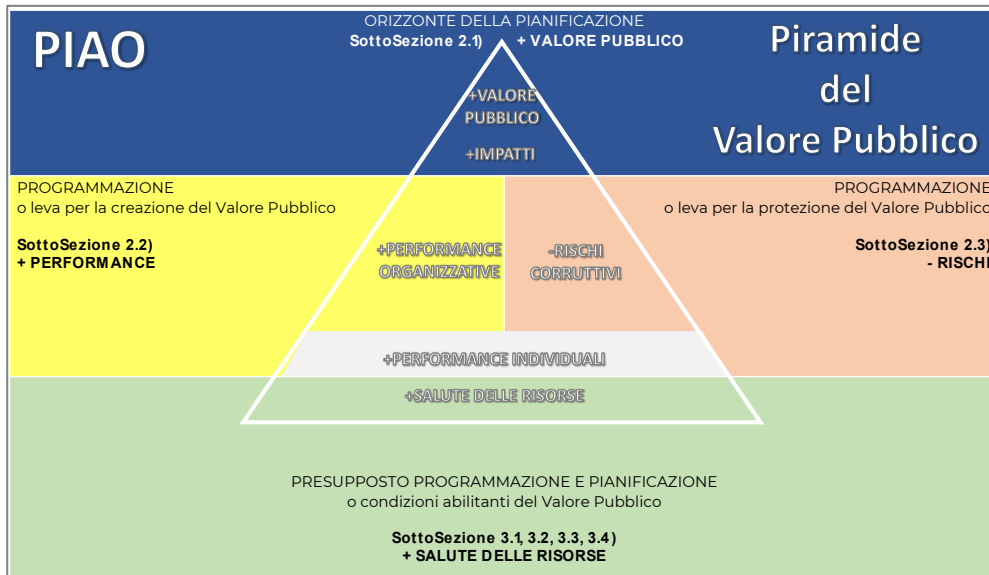 PIAO
ORIZZONTE DELLA PIANIFICAZIONE
SottoSezione 2.1) + VALORE PUBBLICO
Piramide
del
Valore Pubblico
+VALORE
PUBBLICO
+IMPATTI
PROGRAMMAZIONE
o leva per la creazione del Valore Pubblico
SottoSezione 2.2)
+ PERFORMANCE
+PERFORMANCE
ORGANIZZATIVE
-RISCHI
CORRUTTIVI
PROGRAMMAZIONE
o leva per la protezione del Valore Pubblico
SottoSezione 2.3)
- RISCHI
+PERFORMANCE INDIVIDUALI
+SALUTE DELLE RISORSE
PRESUPPOSTO PROGRAMMAZIONE E PIANIFICAZIONE
o condizioni abilitanti del Valore Pubblico
SottoSezione 3.1, 3.2, 3.3, 3.4)
+ SALUTE DELLE RISORSE